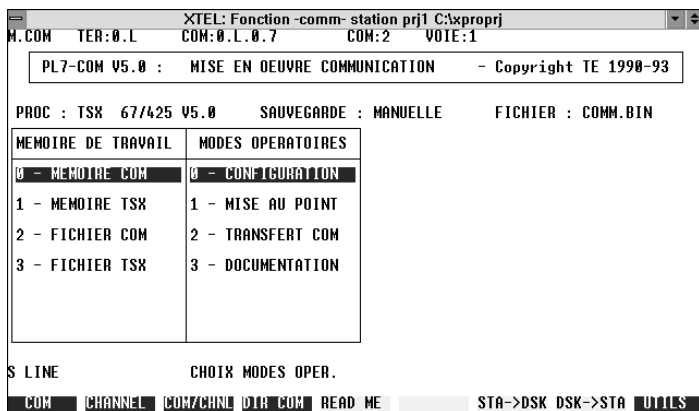 XTEL: Fonction -comm- station prj1 C:\xproprj
M.COM TER:0.L COM:0.L.0.7 COM:2 VOIE:1
PL7-COM V5.0 : MISE EN OEUVRE COMMUNICATION - Copyright TE 1990-93
PROC : TSX 67/425 V5.0 SAUVEGARDE : MANUELLE FICHIER : COMM.BIN
MEMOIRE DE TRAVAIL MODES OPERATOIRES
0 - MEMOIRE COM 0 - CONFIGURATION
1 - MEMOIRE TSX 1 - MISE AU POINT
2 - FICHIER COM 2 - TRANSFERT COM
3 - FICHIER TSX 3 - DOCUMENTATION
S LINE CHOIX MODES OPER.
COM CHANNEL COM/CHNL DIR COM READ ME STA->DSK DSK->STA UTILS